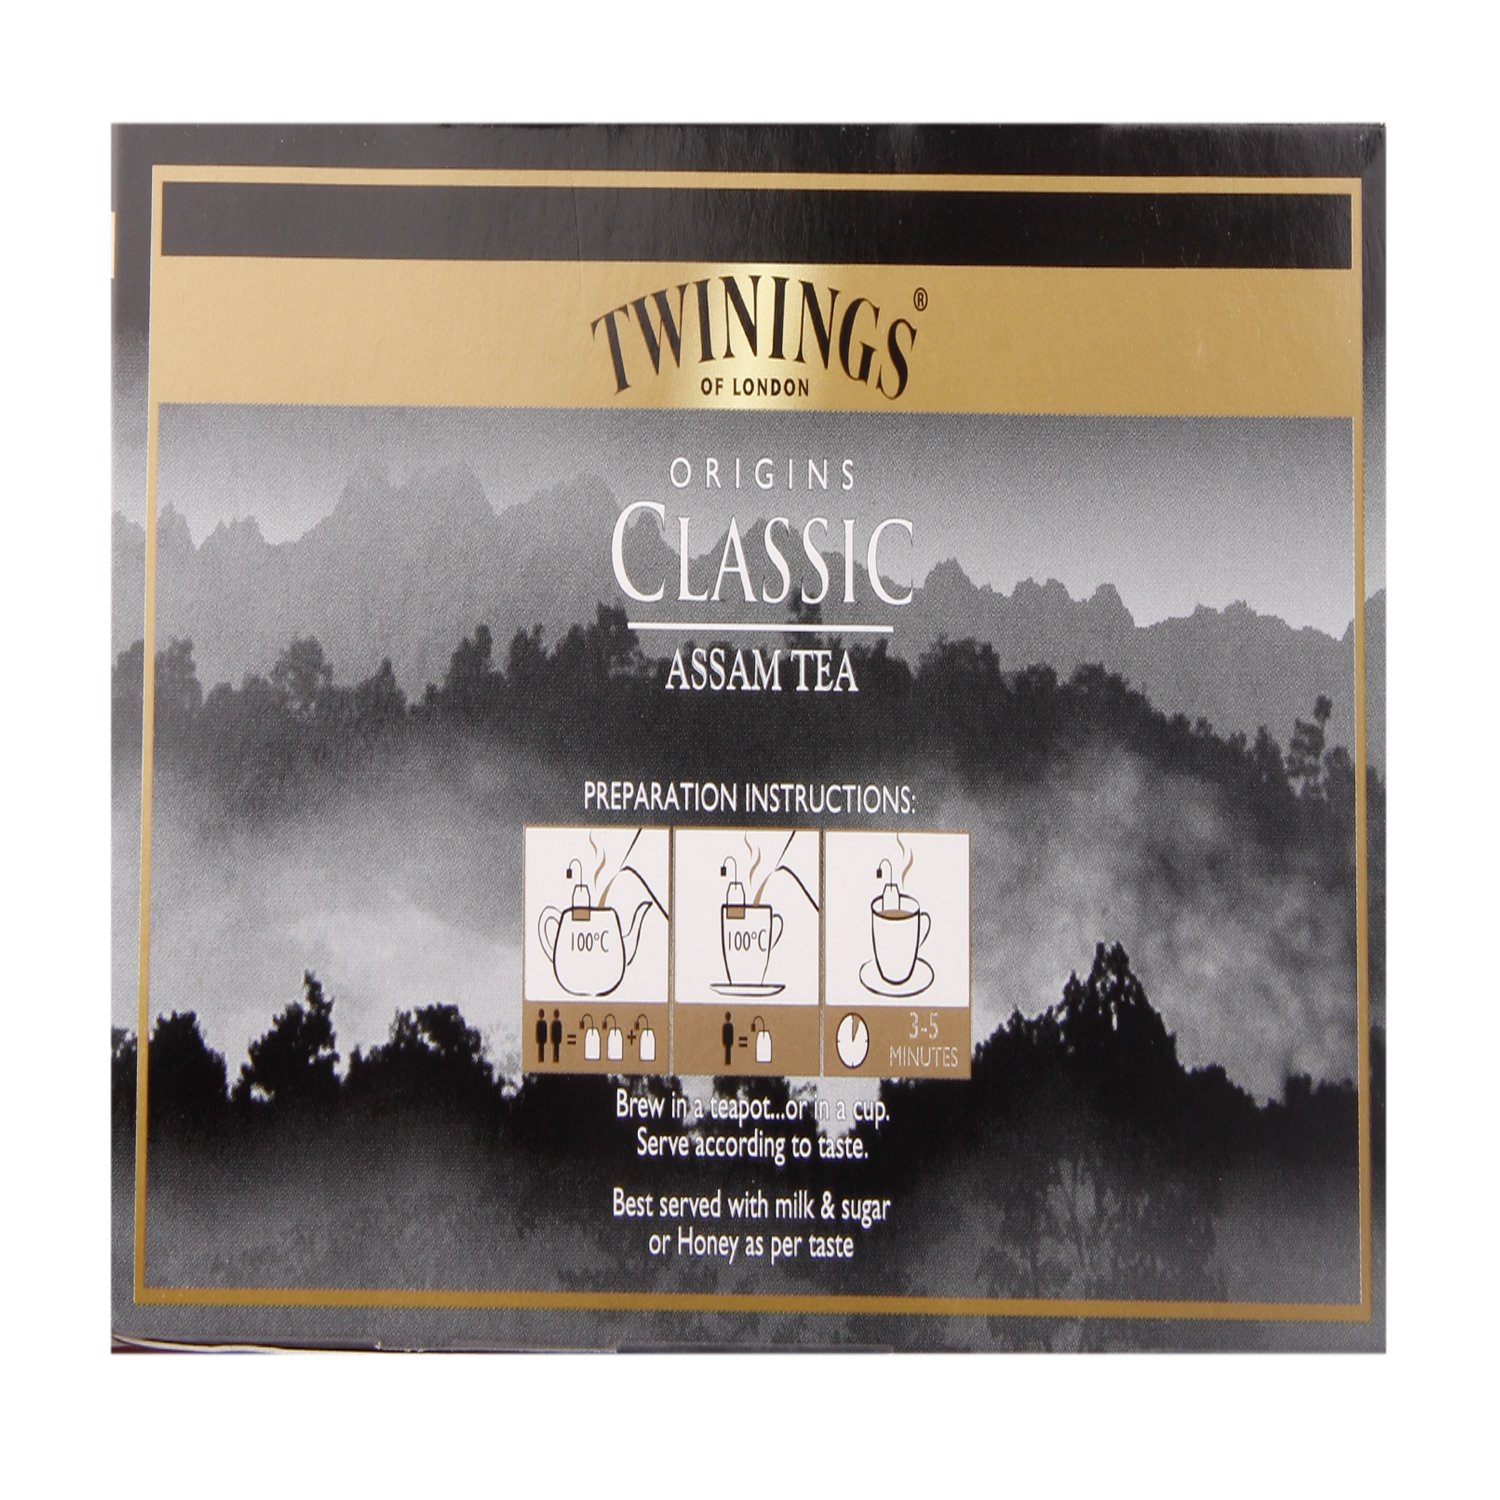 TWININGS®
OF LONDON
ORIGINS
CLASSIC
ASSAM TEA
PREPARATION INSTRUCTIONS:
100°C
100°C
=
+
=
3-5
MINUTES
Brew in a teapot...or in a cup.
Serve according to taste.
Best served with milk & sugar
or Honey as per taste